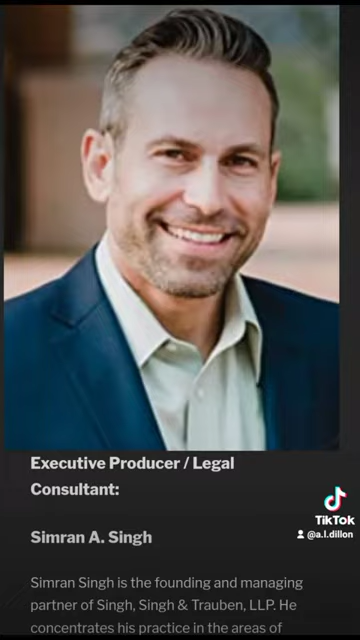 Executive Producer / Legal
Consultant:
TikTok
@a.l.dillon
Simran A. Singh
Simran Singh is the founding and managing
partner of Singh, Singh & Trauben, LLP. He
concentrates his practice in the areas of